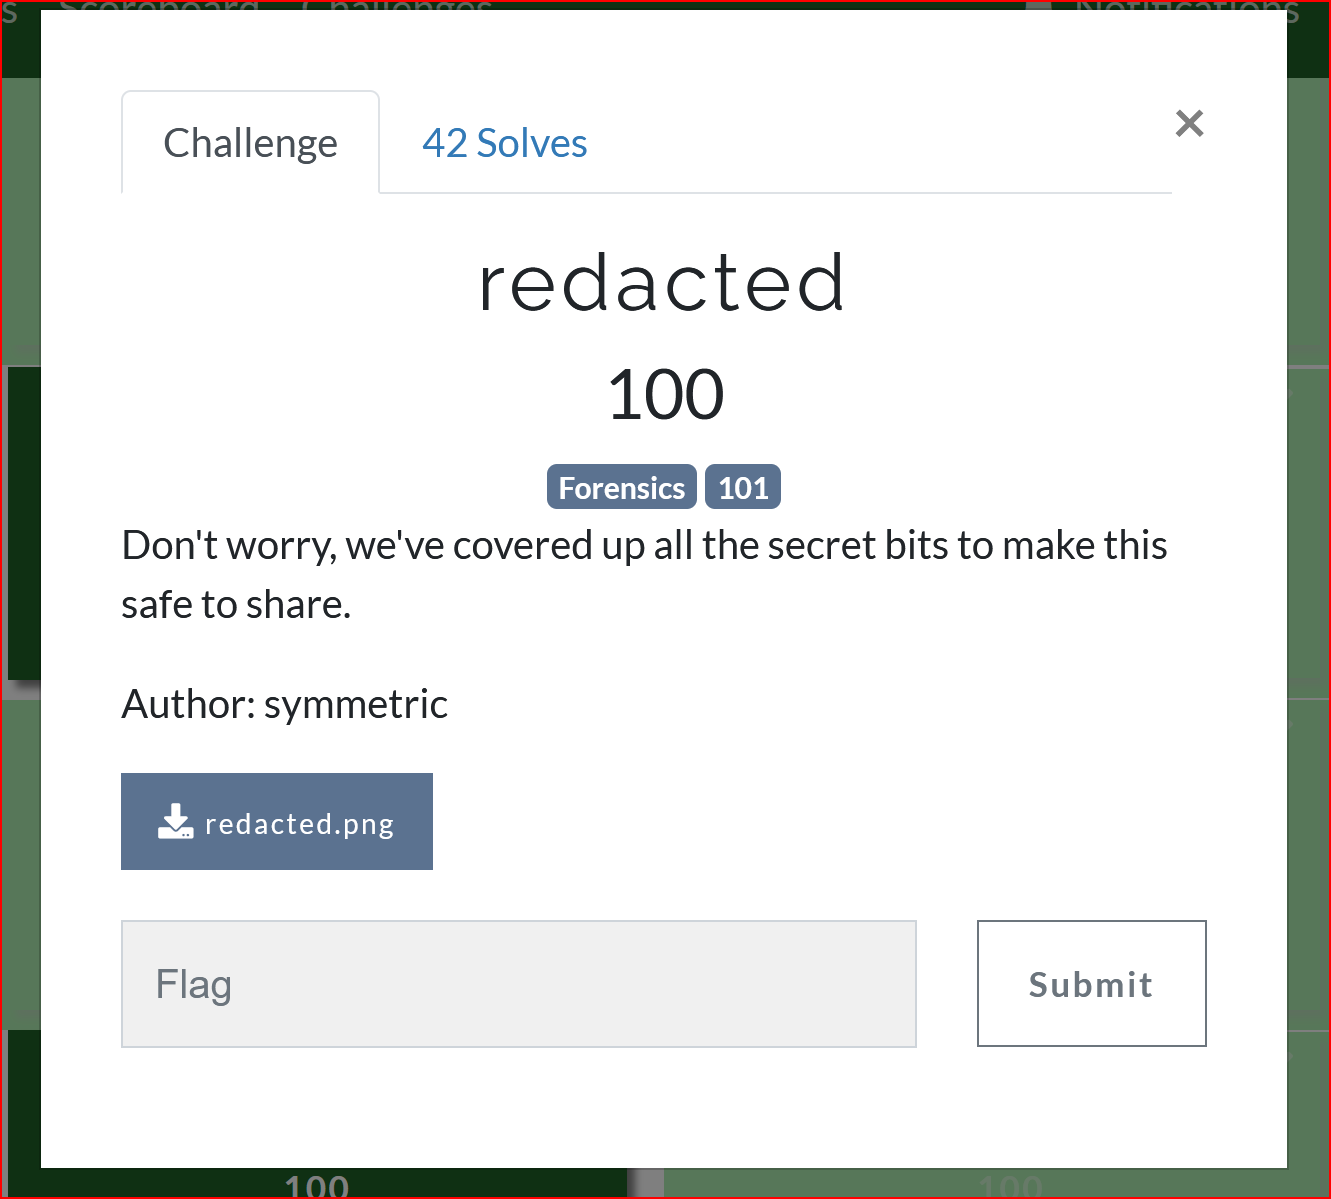 s Scoreboard Challenges Notifications
Challenge
42 Solves
×
redacted
100
Forensics 101
Don't worry, we've covered up all the secret bits to make this
safe to share.
Author: symmetric
redacted.png
Flag
Submit
100
100